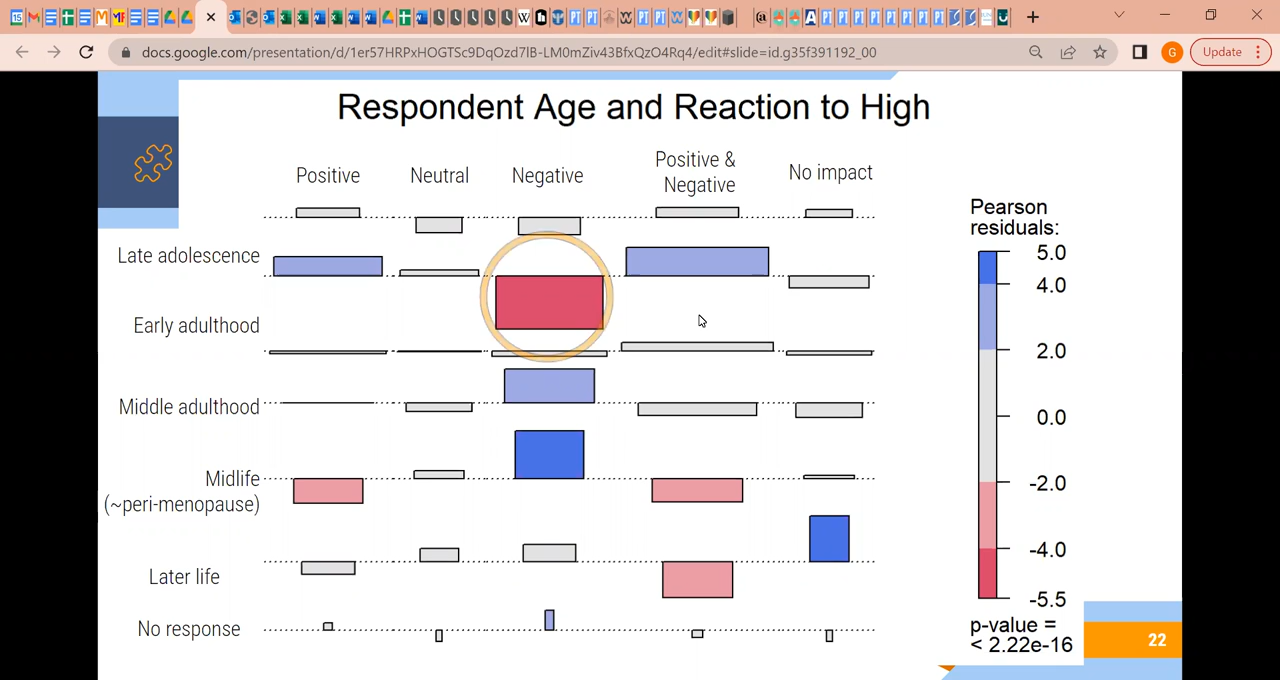 docs.google.com/presentation/d/1er57HRPxHOGTSc9DqOzd7lB-LM0mZiv43BfxQzO4Rq4/edit#slide=id.g35f391192_00
G
Update
Respondent Age and Reaction to High
Positive
Neutral
Negative
Positive &
Negative
No impact
Late adolescence
Early adulthood
Middle adulthood
Midlife
(~peri-menopause)
Later life
No response
Pearson
residuals:
5.0
4.0
2.0
0.0
-2.0
-4.0
-5.5
p-value =
< 2.22e-16
22